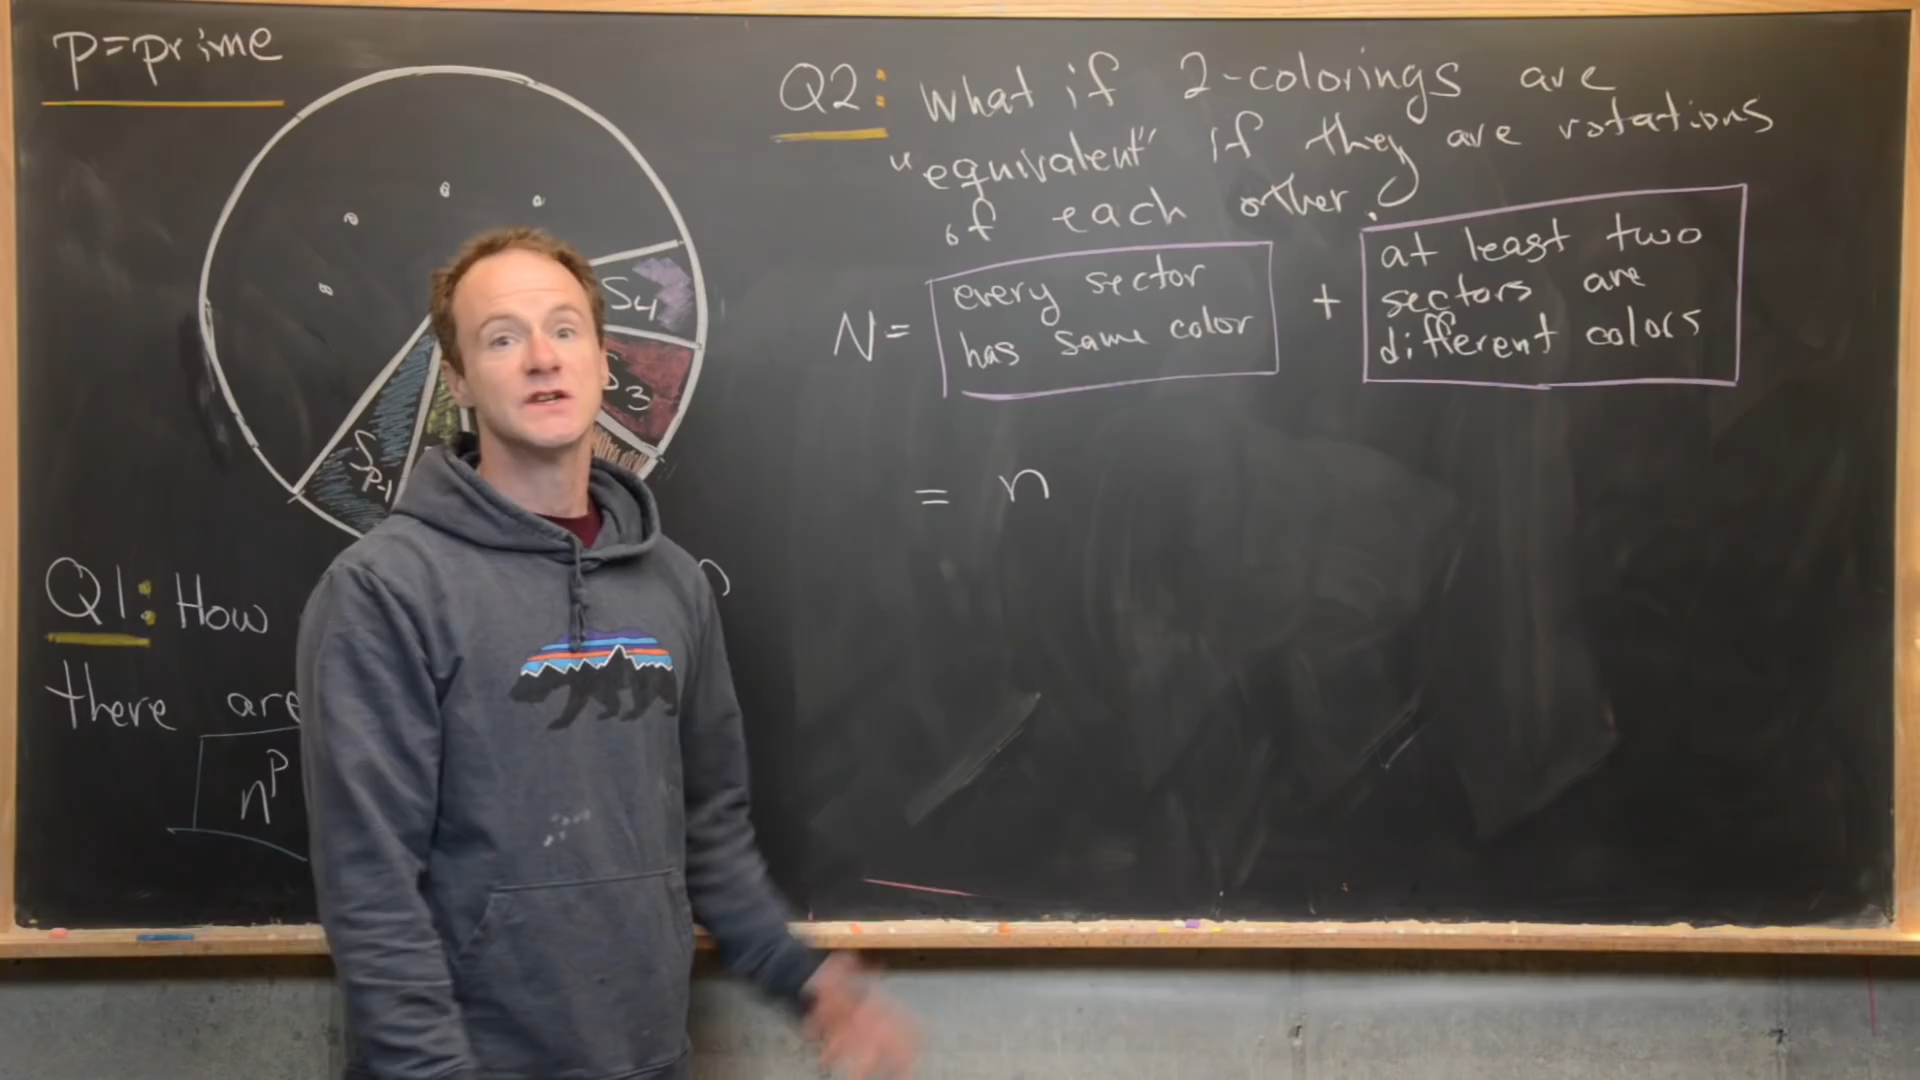 p=prime
S4
S3
Sp-1
Q1: How
there are
n^p
Q2: What if 2-colorings are
"equivalent" if they are rotations
of each other?
N = every sector has same color + at least two sectors are different colors
= n